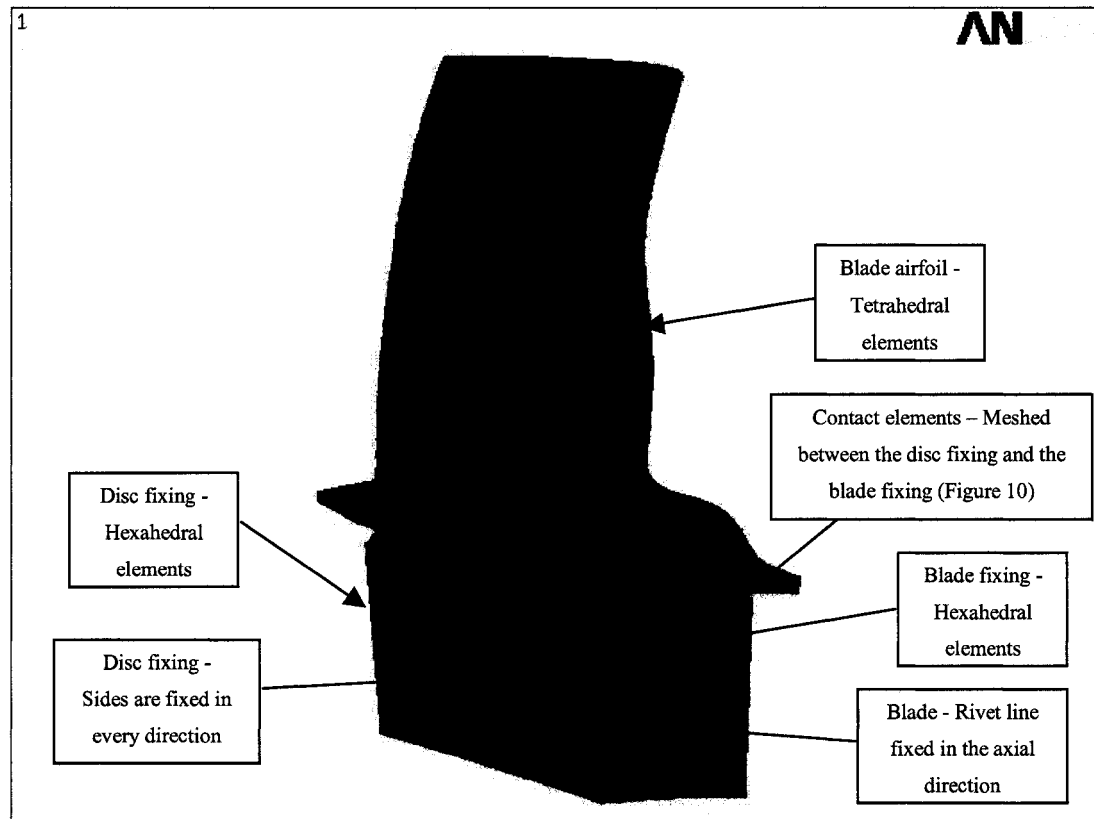 1
AN
Blade airfoil -
Tetrahedral
elements
Contact elements – Meshed
between the disc fixing and the
blade fixing (Figure 10)
Disc fixing -
Hexahedral
elements
Blade fixing -
Hexahedral
elements
Disc fixing -
Sides are fixed in
every direction
Blade - Rivet line
fixed in the axial
direction